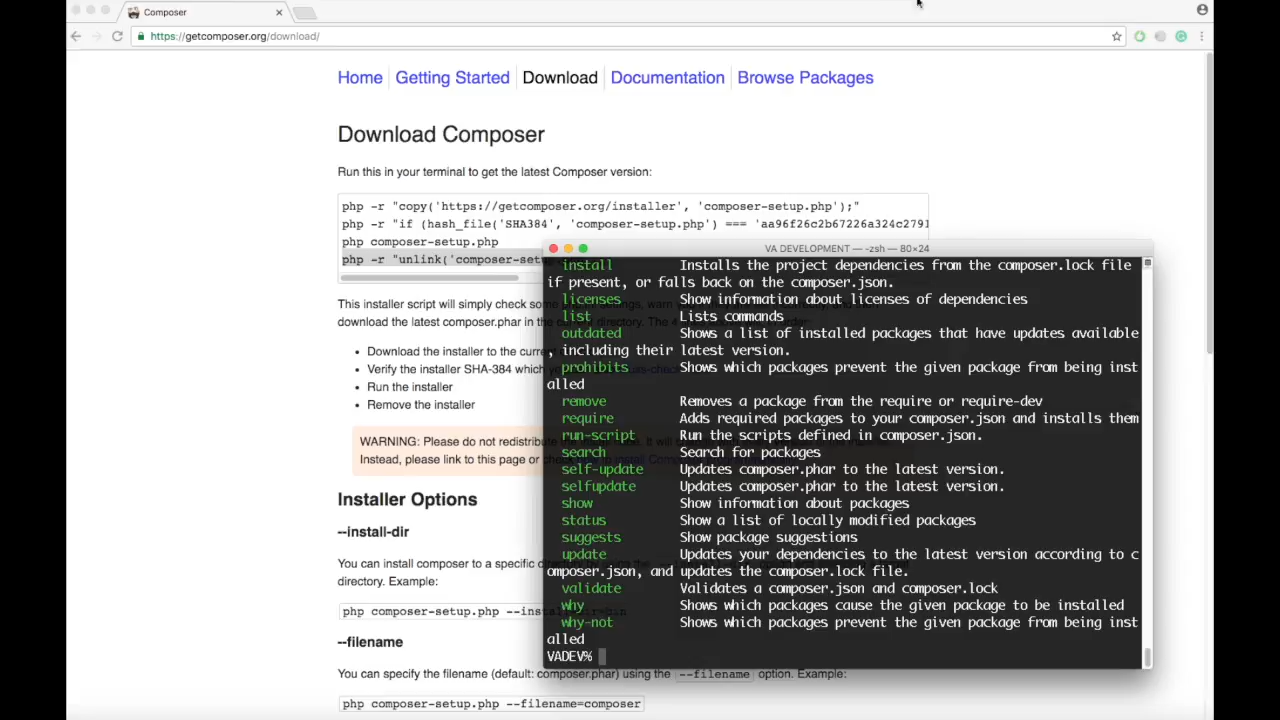 Composer
https://getcomposer.org/download/
Home Getting Started Download Documentation Browse Packages
Download Composer
Run this in your terminal to get the latest Composer version:
php -r "copy('https://getcomposer.org/installer', 'composer-setup.php');"
php -r "if (hash_file('SHA384', 'composer-setup.php') === 'aa96f26c2b67226a324c2791
php composer-setup.php
php -r "unlink('composer-setup
This installer script will simply check some
download the latest composer.phar in the current directory. The 4
Download the installer to the current
Verify the installer SHA-384 which
Run the installer
Remove the installer
WARNING: Please do not redistribute
Instead, please link to this page or check how to install
Installer Options
--install-dir
You can install composer to a specific directory
directory. Example:
php composer-setup.php --install-dir=bin
--filename
You can specify the filename (default: composer.phar) using the --filename option. Example:
php composer-setup.php --filename=composer
VA DEVELOPMENT — -zsh — 80×24
install Installs the project dependencies from the composer.lock file
if present, or falls back on the composer.json.
licenses Show information about licenses of dependencies
list Lists commands
outdated Shows a list of installed packages that have updates available
, including their latest version.
prohibits Shows which packages prevent the given package from being inst
alled
remove Removes a package from the require or require-dev
require Adds required packages to your composer.json and installs them
run-script Run the scripts defined in composer.json.
search Search for packages
self-update Updates composer.phar to the latest version.
selfupdate Updates composer.phar to the latest version.
show Show information about packages
status Show a list of locally modified packages
suggests Show package suggestions
update Updates your dependencies to the latest version according to c
omposer.json, and updates the composer.lock file.
validate Validates a composer.json and composer.lock
why Shows which packages cause the given package to be installed
why-not Shows which packages prevent the given package from being inst
alled
VADEV%